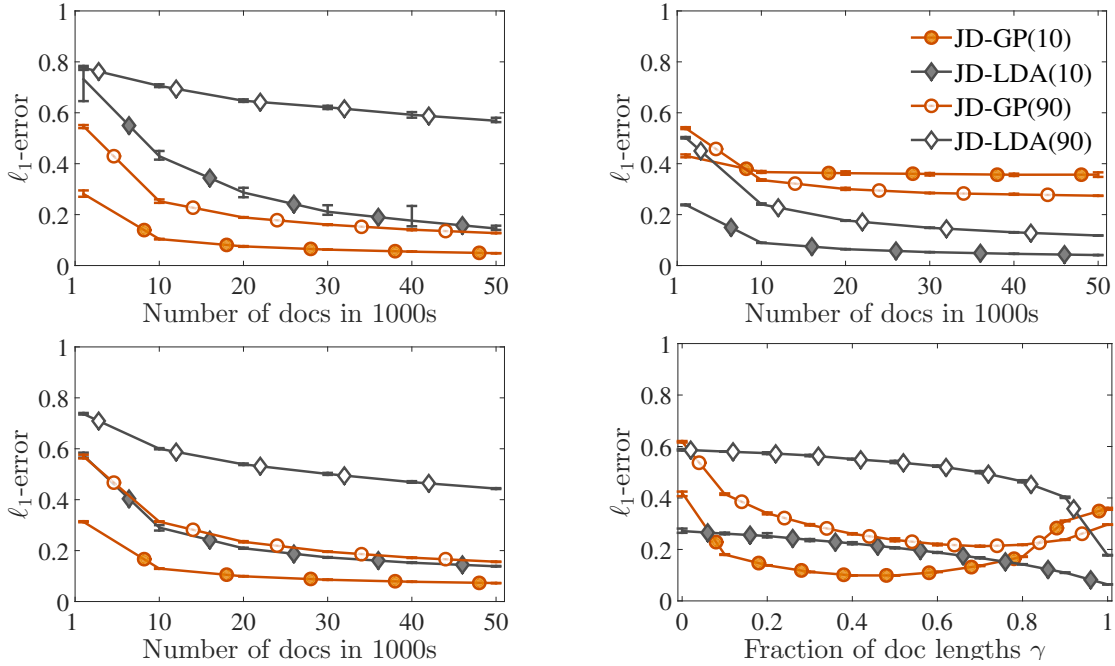 1
0.8
0.6
0.4
0.2
0
ℓ1-error
1 10 20 30 40 50
Number of docs in 1000s
1
0.8
0.6
0.4
0.2
0
ℓ1-error
1 10 20 30 40 50
Number of docs in 1000s
JD-GP(10)
JD-LDA(10)
JD-GP(90)
JD-LDA(90)
1
0.8
0.6
0.4
0.2
0
ℓ1-error
1 10 20 30 40 50
Number of docs in 1000s
1
0.8
0.6
0.4
0.2
0
ℓ1-error
0 0.2 0.4 0.6 0.8 1
Fraction of doc lengths γ